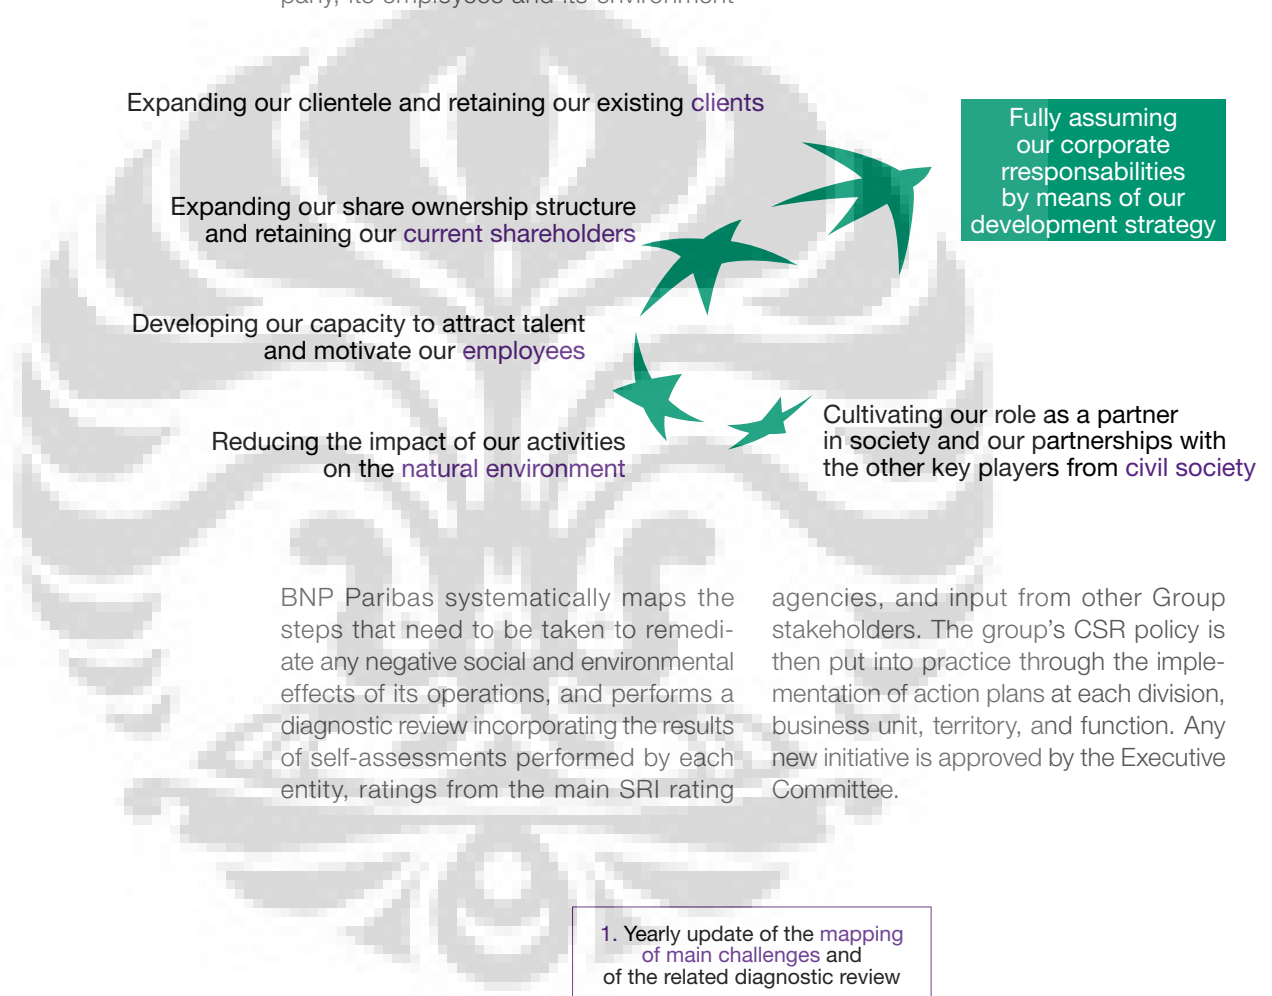 pany, its employees and its environment
Expanding our clientele and retaining our existing clients
Fully assuming
our corporate
rresponsabilities
by means of our
development strategy
Expanding our share ownership structure
and retaining our current shareholders
Developing our capacity to attract talent
and motivate our employees
Reducing the impact of our activities
on the natural environment
Cultivating our role as a partner
in society and our partnerships with
the other key players from civil society
BNP Paribas systematically maps the
steps that need to be taken to remedi-
ate any negative social and environmental
effects of its operations, and performs a
diagnostic review incorporating the results
of self-assessments performed by each
entity, ratings from the main SRI rating
agencies, and input from other Group
stakeholders. The group's CSR policy is
then put into practice through the imple-
mentation of action plans at each division,
business unit, territory, and function. Any
new initiative is approved by the Executive
Committee.
1. Yearly update of the mapping
of main challenges and
of the related diagnostic review